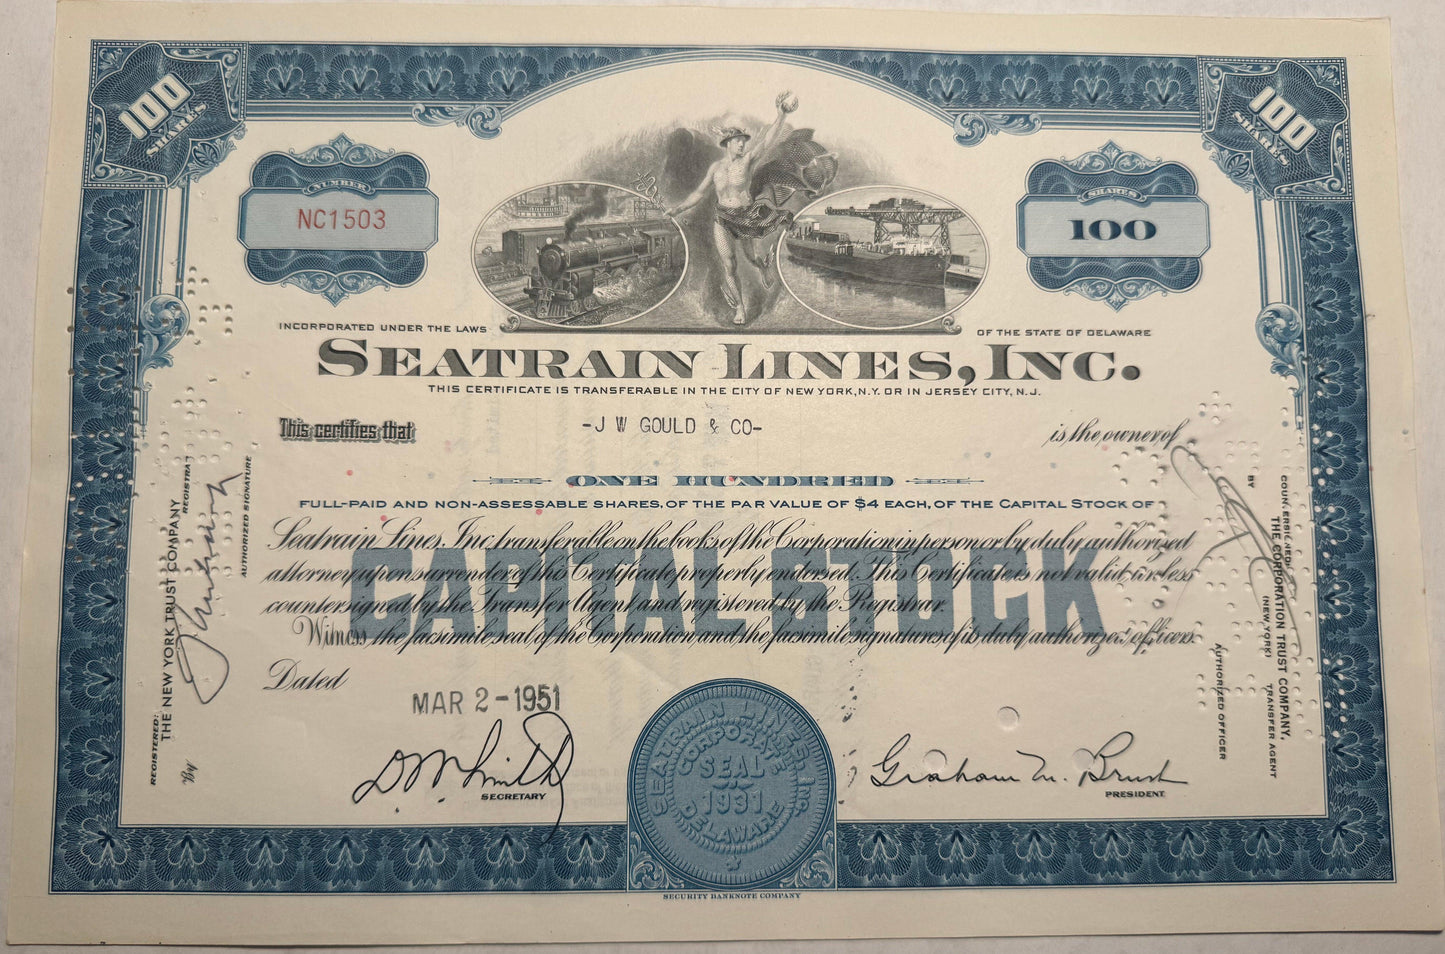 100
SHARES
100
SHARES
NUMBER
NC1503
SHARES
100
INCORPORATED UNDER THE LAWS OF THE STATE OF DELAWARE
SEATRAIN LINES, INC.
THIS CERTIFICATE IS TRANSFERABLE IN THE CITY OF NEW YORK, N.Y. OR IN JERSEY CITY, N.J.
This certifies that -J W GOULD & CO- is the owner of
ONE HUNDRED
FULL-PAID AND NON-ASSESSABLE SHARES, OF THE PAR VALUE OF $4 EACH, OF THE CAPITAL STOCK OF
Seatrain Lines, Inc. transferable on the books of the Corporation in person or by duly authorized
attorney upon surrender of this Certificate properly endorsed. This Certificate is not valid unless
countersigned by the Transfer Agent and registered by the Registrar.
Witness the facsimile seal of the Corporation and the facsimile signatures of its duly authorized officers.
CAPITAL STOCK
Dated
MAR 2-1951
D M Smith
SECRETARY
SEATRAIN LINES, INC.
CORPORATE
SEAL
1931
DELAWARE
Graham M. Brush
PRESIDENT
SECURITY BANKNOTE COMPANY
REGISTERED:
THE NEW YORK TRUST COMPANY
REGISTRAR
By
AUTHORIZED SIGNATURE
COUNTERSIGNED:
THE CORPORATION TRUST COMPANY,
(NEW YORK) TRANSFER AGENT
BY
AUTHORIZED OFFICER